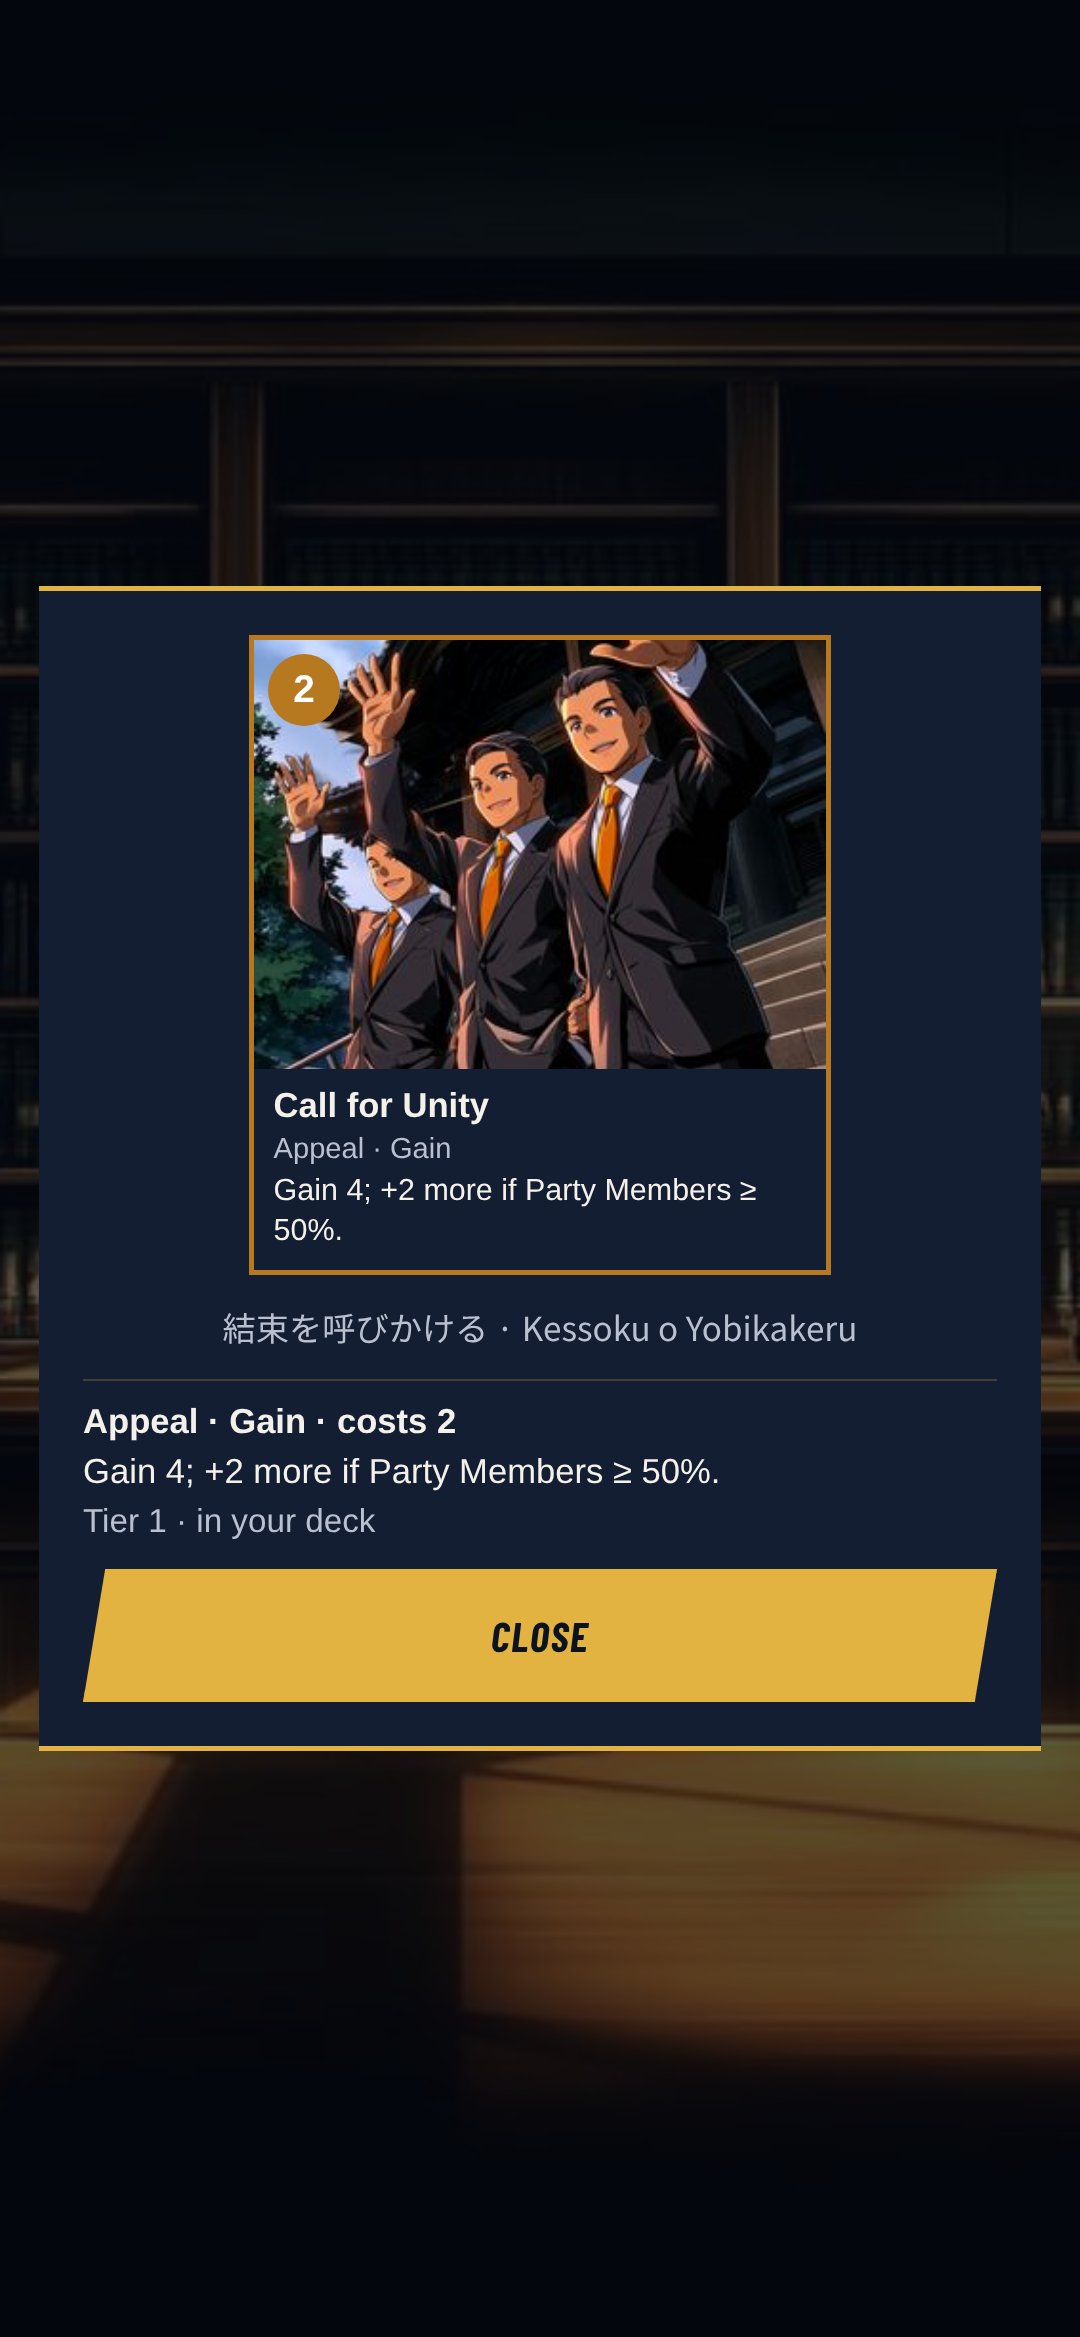 2
Call for Unity
Appeal · Gain
Gain 4; +2 more if Party Members ≥
50%.
結束を呼びかける · Kessoku o Yobikakeru
Appeal · Gain · costs 2
Gain 4; +2 more if Party Members ≥ 50%.
Tier 1 · in your deck
CLOSE